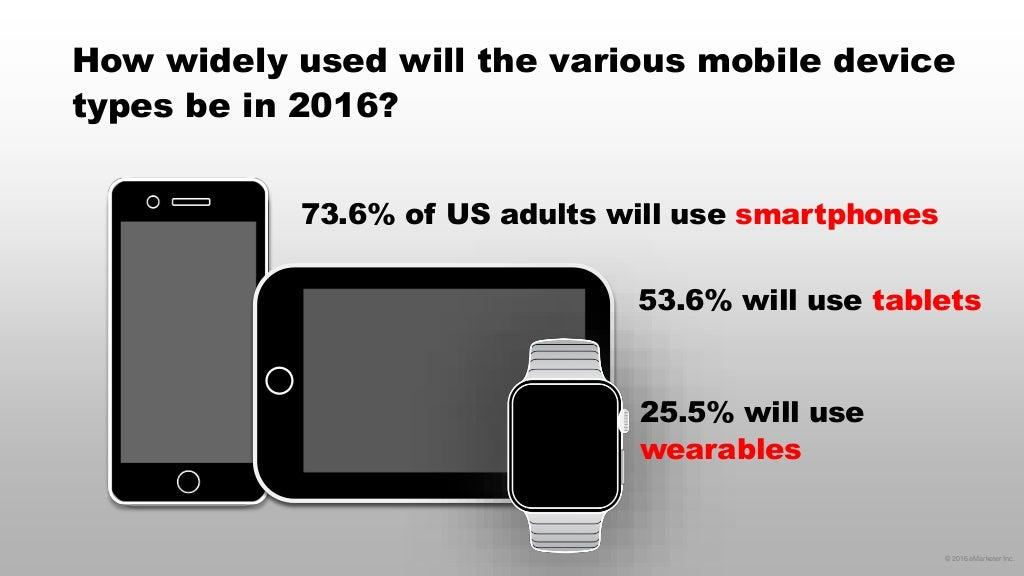 How widely used will the various mobile device
types be in 2016?
73.6% of US adults will use smartphones
53.6% will use tablets
25.5% will use
wearables
© 2016 eMarketer Inc.